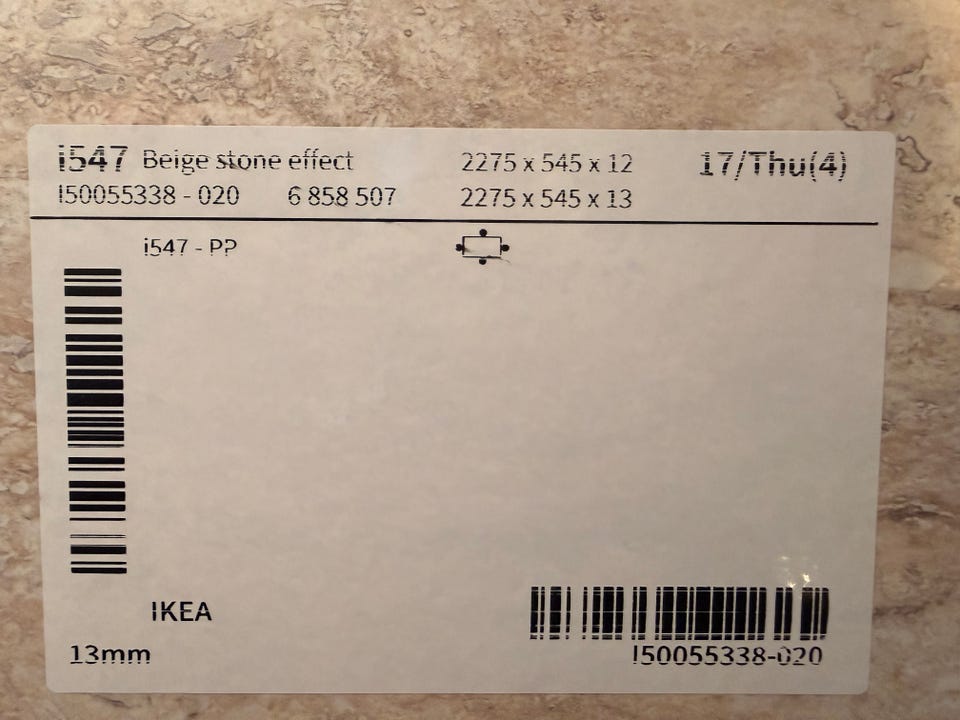 i547 Beige stone effect 2275 x 545 x 12 17/Thu(4)
I50055338 - 020 6 858 507 2275 x 545 x 13
i547 - PP
IKEA
13mm I50055338-020